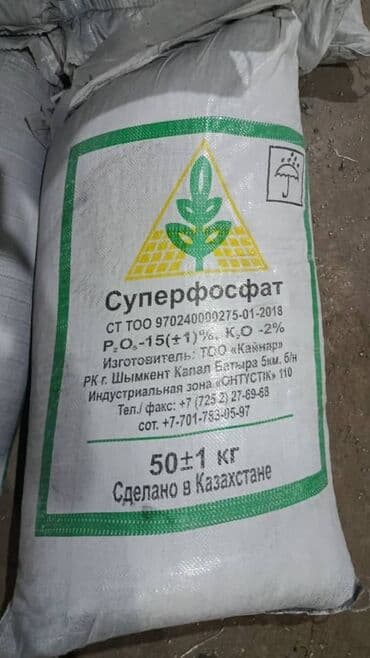 Суперфосфат
СТ ТОО 970240000275-01-2018
P₂O₅-15(±1)%, K₂O -2%
Изготовитель: ТОО «Кайнар»
РК г. Шымкент Капал Батыра 5км. б/н
Индустриальная зона «ОНТҮСТІК» 110
Тел./ факс: +7 (725 2) 27-69-68
сот. +7-701-753-05-97
50±1 кг
Сделано в Казахстане